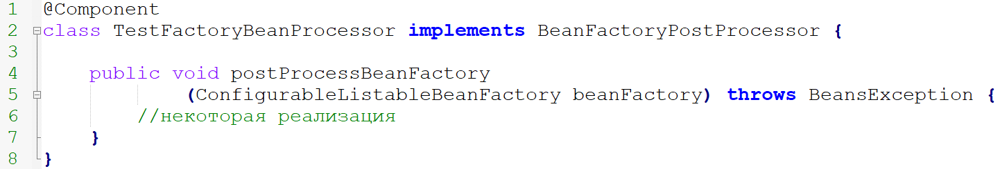 1 @Component
2 class TestFactoryBeanProcessor implements BeanFactoryPostProcessor {
3
4 public void postProcessBeanFactory
5 (ConfigurableListableBeanFactory beanFactory) throws BeansException {
6 //некоторая реализация
7 }
8 }